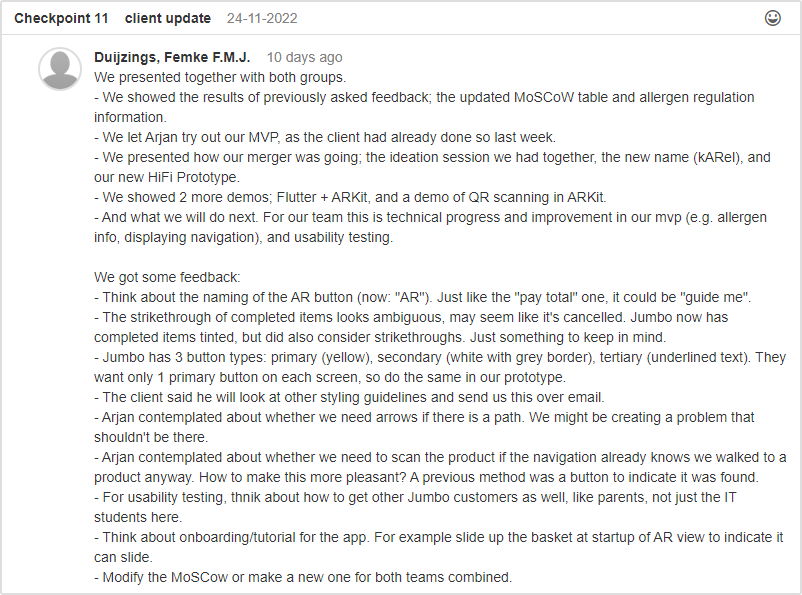 Checkpoint 11 client update 24-11-2022
Duijzings, Femke F.M.J. 10 days ago
We presented together with both groups.
- We showed the results of previously asked feedback; the updated MoSCoW table and allergen regulation
information.
- We let Arjan try out our MVP, as the client had already done so last week.
- We presented how our merger was going; the ideation session we had together, the new name (kARel), and
our new HiFi Prototype.
- We showed 2 more demos; Flutter + ARKit, and a demo of QR scanning in ARKit.
- And what we will do next. For our team this is technical progress and improvement in our mvp (e.g. allergen
info, displaying navigation), and usability testing.
We got some feedback:
- Think about the naming of the AR button (now: "AR"). Just like the "pay total" one, it could be "guide me".
- The strikethrough of completed items looks ambiguous, may seem like it's cancelled. Jumbo now has
completed items tinted, but did also consider strikethroughs. Just something to keep in mind.
- Jumbo has 3 button types: primary (yellow), secondary (white with grey border), tertiary (underlined text). They
want only 1 primary button on each screen, so do the same in our prototype.
- The client said he will look at other styling guidelines and send us this over email.
- Arjan contemplated about whether we need arrows if there is a path. We might be creating a problem that
shouldn't be there.
- Arjan contemplated about whether we need to scan the product if the navigation already knows we walked to a
product anyway. How to make this more pleasant? A previous method was a button to indicate it was found.
- For usability testing, thnik about how to get other Jumbo customers as well, like parents, not just the IT
students here.
- Think about onboarding/tutorial for the app. For example slide up the basket at startup of AR view to indicate it
can slide.
- Modify the MoSCow or make a new one for both teams combined.